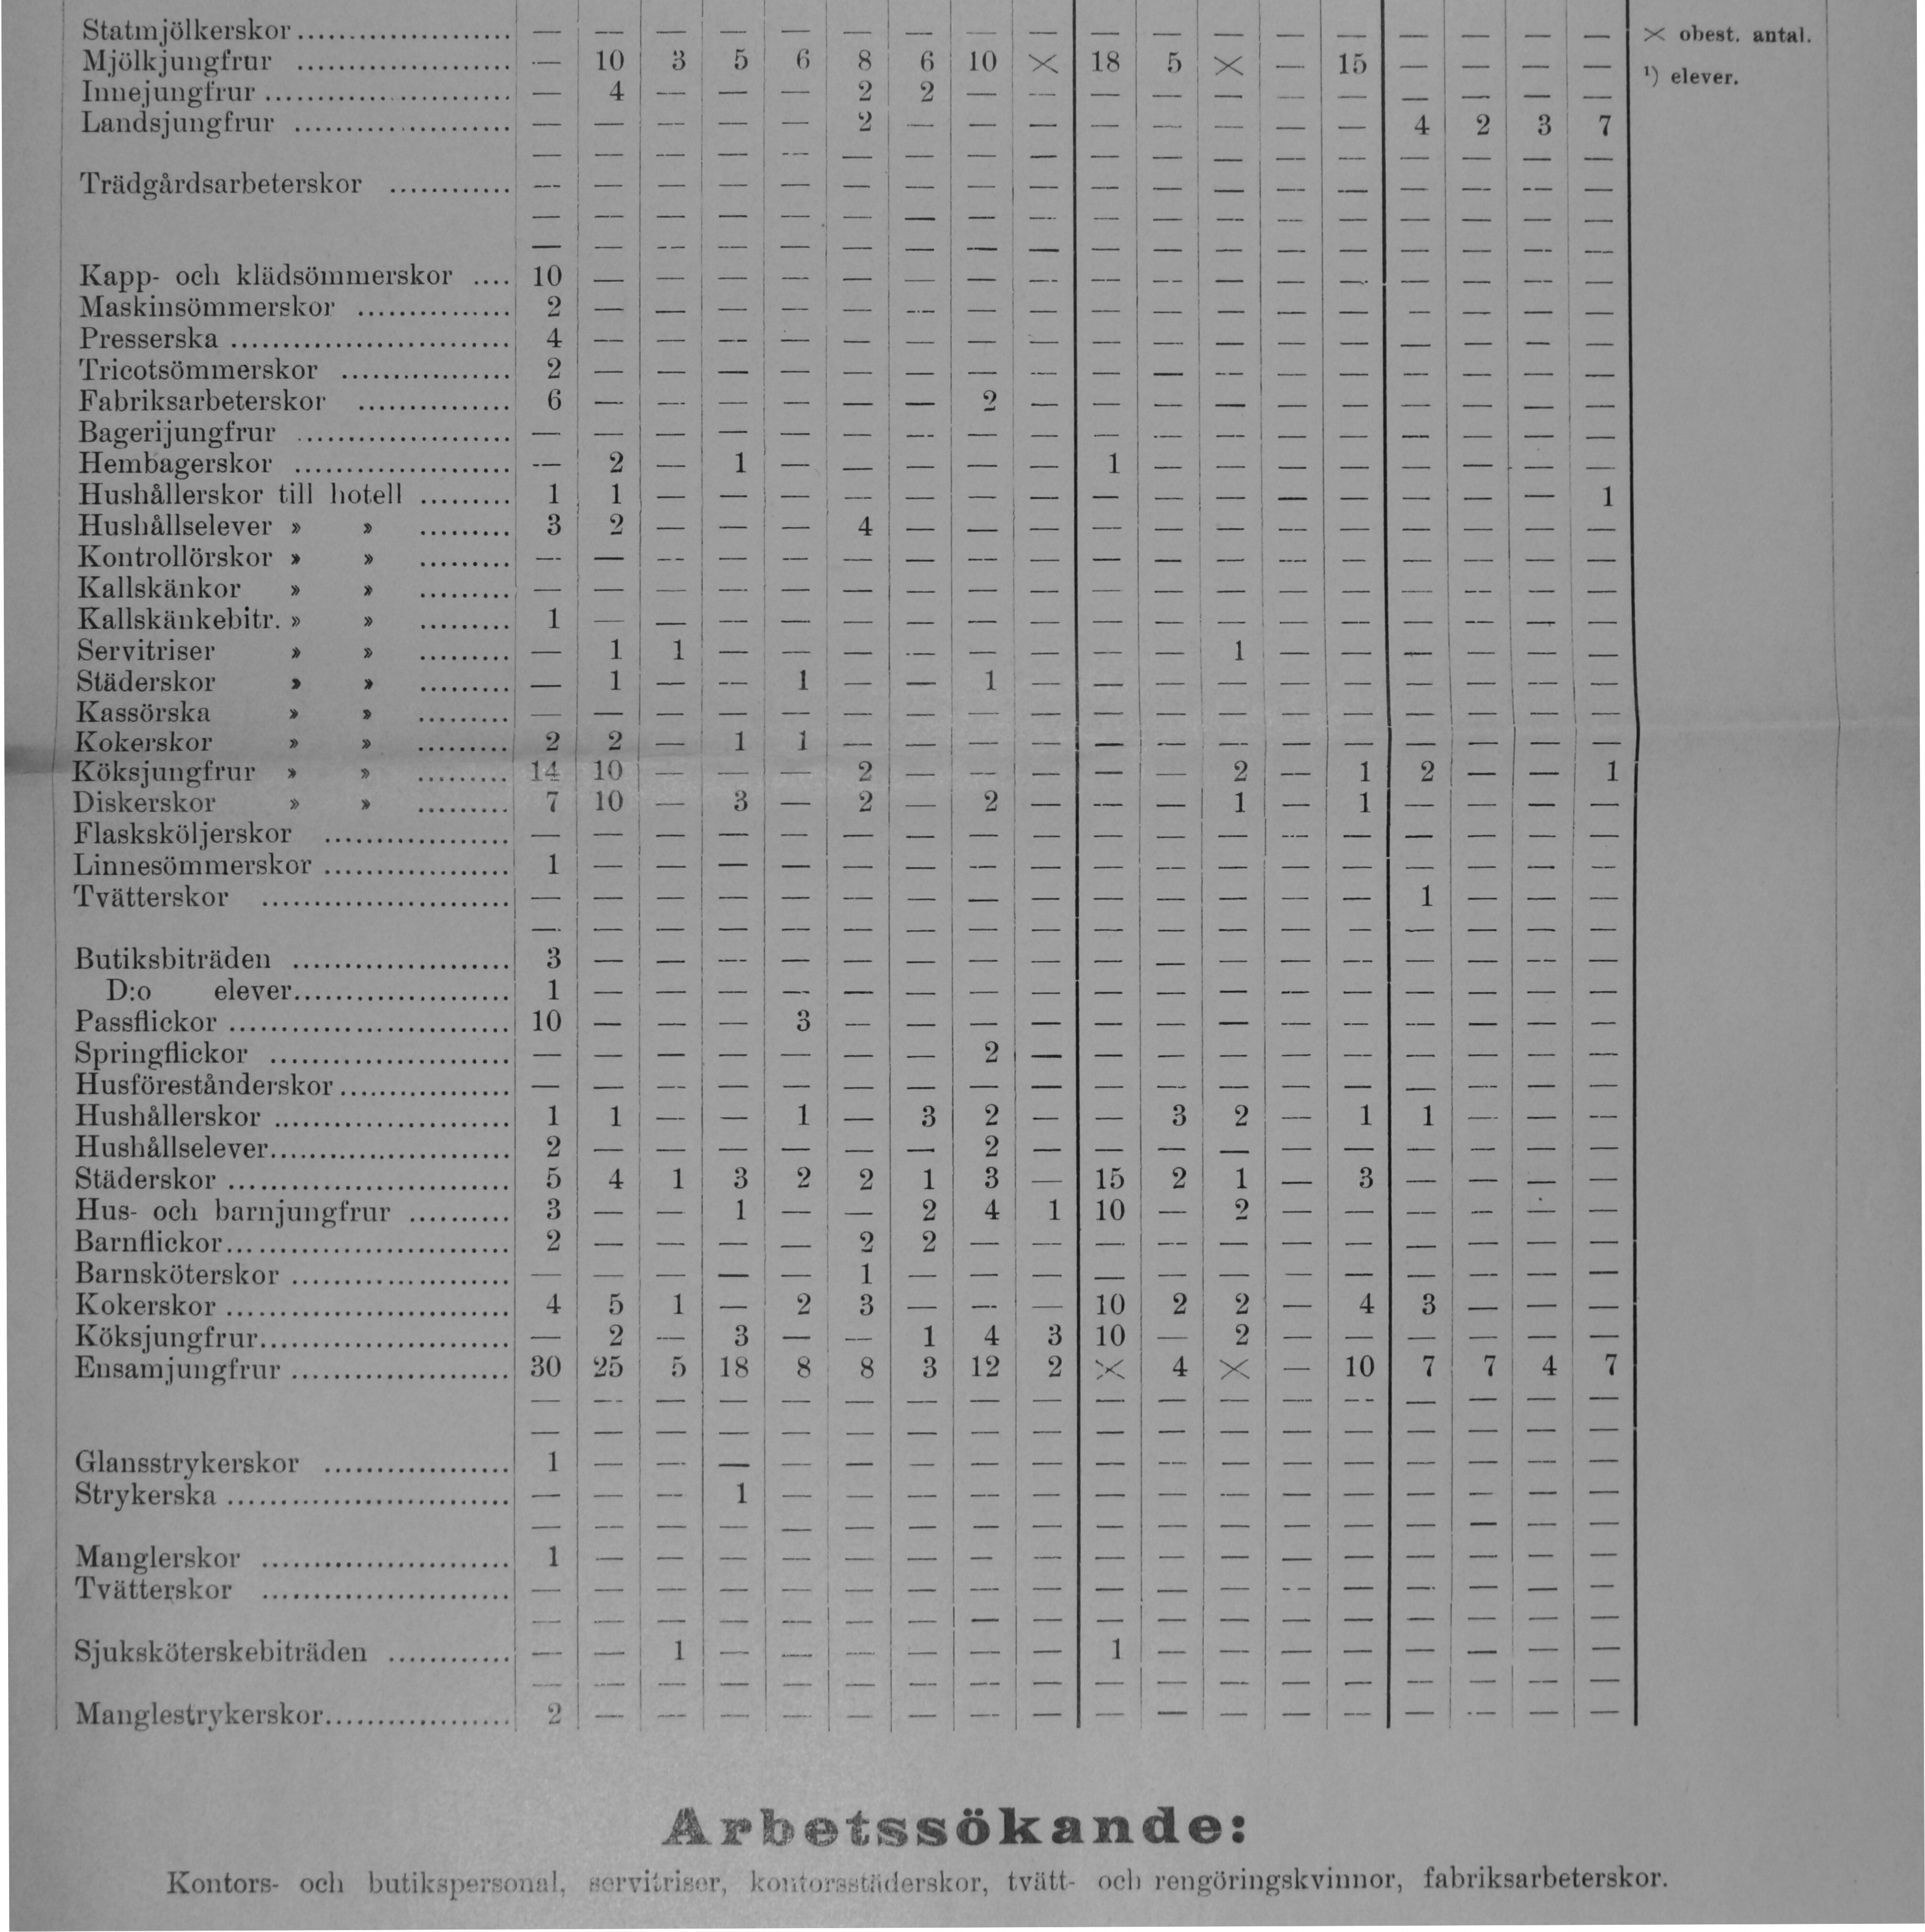 Statmjölkerskor ..................... — — — — — — — — — — — — — — — — — — × obest. antal.
Mjölkjungfrur ..................... — 10 3 5 6 8 6 10 × 18 5 × — 15 — — — —
¹) elever.
Innejungfrur ..................... — 4 — — — 2 2 — — — — — — — — — — —
Landsjungfrur ..................... — — — — — 2 — — — — — — — — 4 2 3 7
— — — — — — — — — — — — — — — — — —
Trädgårdsarbeterskor ............ — — — — — — — — — — — — — — — — — —
— — — — — — — — — — — — — — — — — —
— — — — — — — — — — — — — — — — — —
Kapp- och klädsömmerskor .... 10 — — — — — — — — — — — — — — — — —
Maskinsömmerskor ............... 2 — — — — — — — — — — — — — — — — —
Presserska ........................... 4 — — — — — — — — — — — — — — — — —
Tricotsömmerskor ................. 2 — — — — — — — — — — — — — — — — —
Fabriksarbeterskor ............... 6 — — — — — — 2 — — — — — — — — — —
Bagerijungfrur ..................... — — — — — — — — — — — — — — — — — —
Hembagerskor ..................... — 2 — 1 — — — — — 1 — — — — — — — —
Hushållerskor till hotell ......... 1 1 — — — — — — — — — — — — — — — 1
Hushållselever » » ......... 3 2 — — — 4 — — — — — — — — — — — —
Kontrollörskor » » ......... — — — — — — — — — — — — — — — — — —
Kallskänkor » » ......... — — — — — — — — — — — — — — — — — —
Kallskänkebitr. » » ......... 1 — — — — — — — — — — — — — — — — —
Servitriser » » ......... — 1 1 — — — — — — — — 1 — — — — — —
Städerskor » » ......... — 1 — — 1 — — 1 — — — — — — — — — —
Kassörska » » ......... — — — — — — — — — — — — — — — — — —
Kokerskor » » ......... 2 2 — 1 1 — — — — — — — — — — — — —
Köksjungfrur » » ......... 14 10 — — — 2 — — — — — 2 — 1 2 — — 1
Diskerskor » » ......... 7 10 — 3 — 2 — 2 — — — 1 — 1 — — — —
Flasksköljerskor .................. — — — — — — — — — — — — — — — — — —
Linnesömmerskor .................. 1 — — — — — — — — — — — — — — — — —
Tvätterskor ........................ — — — — — — — — — — — — — — 1 — — —
— — — — — — — — — — — — — — — — — —
Butiksbiträden ..................... 3 — — — — — — — — — — — — — — — — —
D:o elever..................... 1 — — — — — — — — — — — — — — — — —
Passflickor ........................... 10 — — — 3 — — — — — — — — — — — — —
Springflickor ....................... — — — — — — — 2 — — — — — — — — — —
Husföreståndeıskor................. — — — — — — — — — — — — — — — — — —
Hushållerskor ....................... 1 1 — — 1 — 3 2 — — 3 2 — 1 1 — — —
Hushållselever....................... 2 — — — — — — 2 — — — — — — — — — —
Städerskor ........................... 5 4 1 3 2 2 1 3 — 15 2 1 — 3 — — — —
Hus- och barnjungfrur .......... 3 — — 1 — — 2 4 1 10 — 2 — — — — — —
Barnflickor........................... 2 — — — — 2 2 — — — — — — — — — — —
Barnsköterskor ..................... — — — — — 1 — — — — — — — — — — — —
Kokerskor ........................... 4 5 1 — 2 3 — — — 10 2 2 — 4 3 — — —
Köksjungfrur........................ — 2 — 3 — — 1 4 3 10 — 2 — — — — — —
Ensamjungfrur ..................... 30 25 5 18 8 8 3 12 2 × 4 × — 10 7 7 4 7
— — — — — — — — — — — — — — — — — —
— — — — — — — — — — — — — — — — — —
Glansstrykerskor .................. 1 — — — — — — — — — — — — — — — — —
Strykerska ........................... — — — 1 — — — — — — — — — — — — — —
— — — — — — — — — — — — — — — — — —
Manglerskor ........................ 1 — — — — — — — — — — — — — — — — —
Tvätterskor ........................ — — — — — — — — — — — — — — — — — —
— — — — — — — — — — — — — — — — — —
Sjuksköterskebiträden ............ — — 1 — — — — — — 1 — — — — — — — —
— — — — — — — — — — — — — — — — — —
Manglestrykerskor.................. 2 — — — — — — — — — — — — — — — — —
Arbetssökande:
Kontors- och butikspersonal, servitriser, kontorsstäderskor, tvätt- och rengöringskvinnor, fabriksarbeterskor.